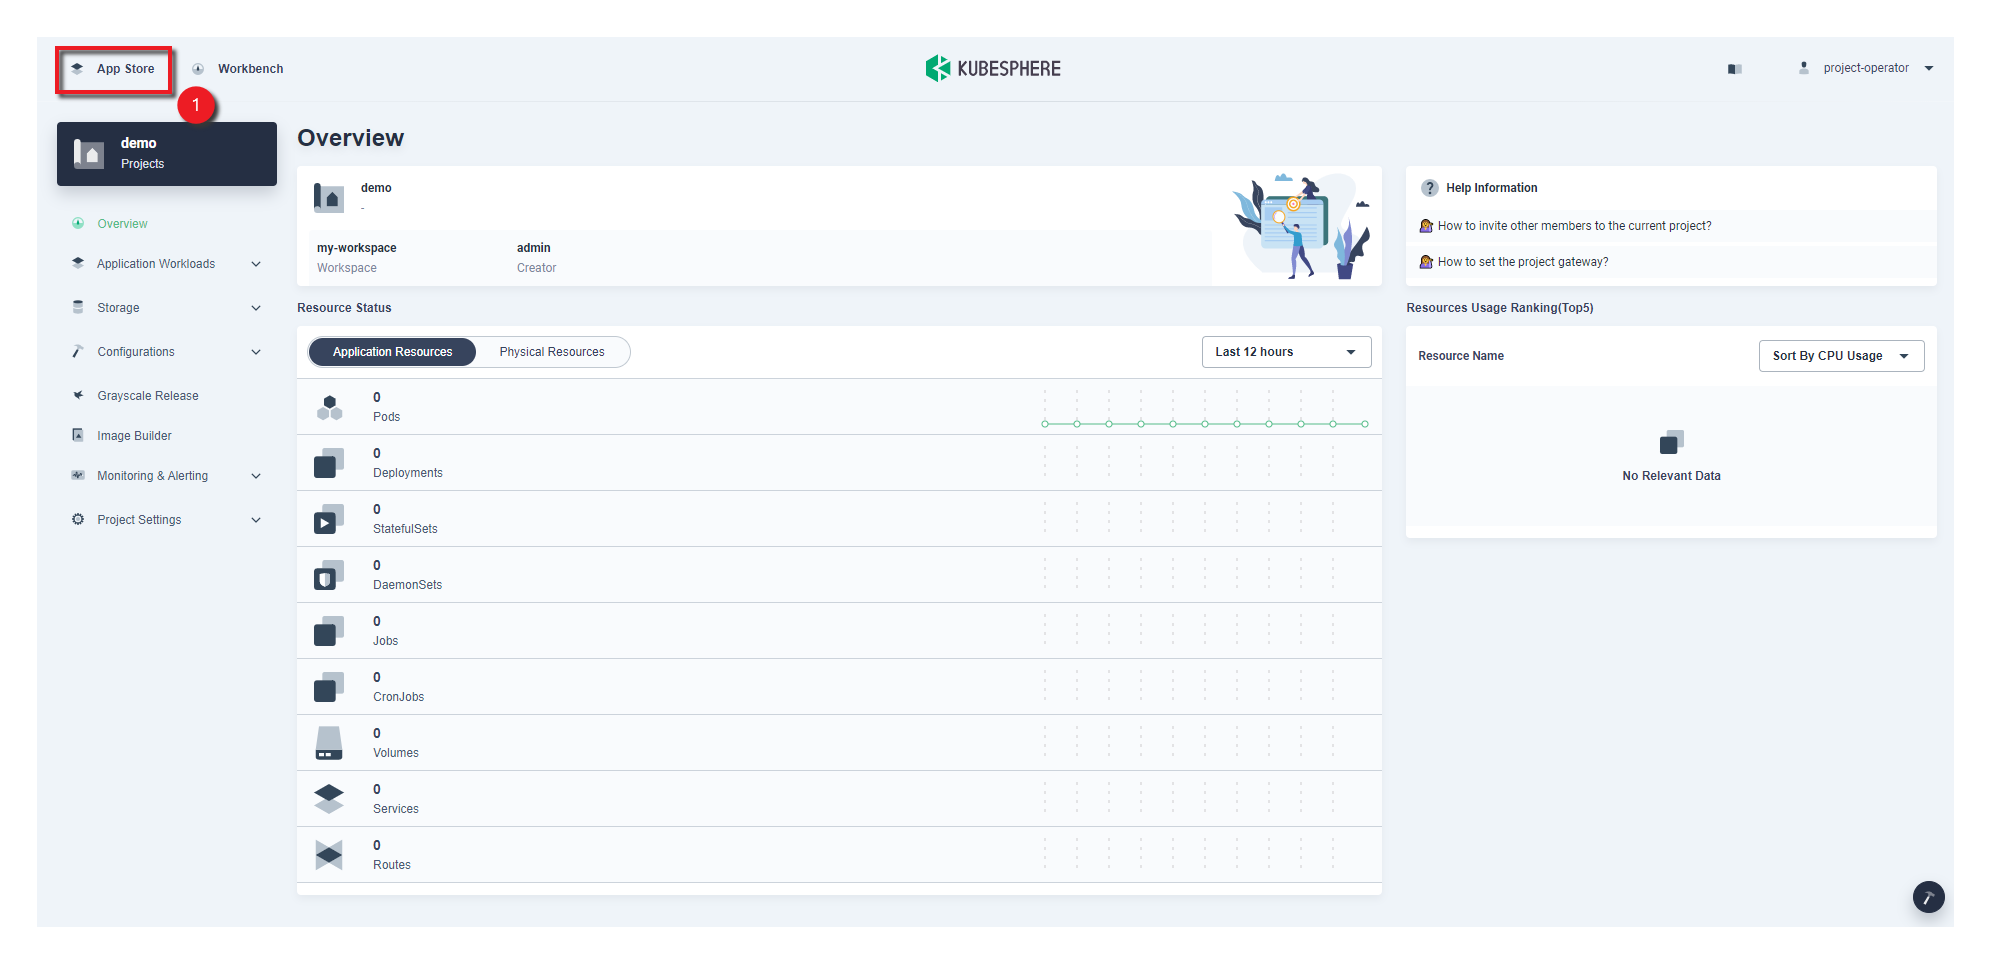 App Store
Workbench
KUBESPHERE
project-operator
1
demo
Projects
Overview
Application Workloads
Storage
Configurations
Grayscale Release
Image Builder
Monitoring & Alerting
Project Settings
Overview
demo
-
my-workspace
Workspace
admin
Creator
Help Information
How to invite other members to the current project?
How to set the project gateway?
Resource Status
Application Resources
Physical Resources
Last 12 hours
0
Pods
0
Deployments
0
StatefulSets
0
DaemonSets
0
Jobs
0
CronJobs
0
Volumes
0
Services
0
Routes
Resources Usage Ranking(Top5)
Resource Name
Sort By CPU Usage
No Relevant Data